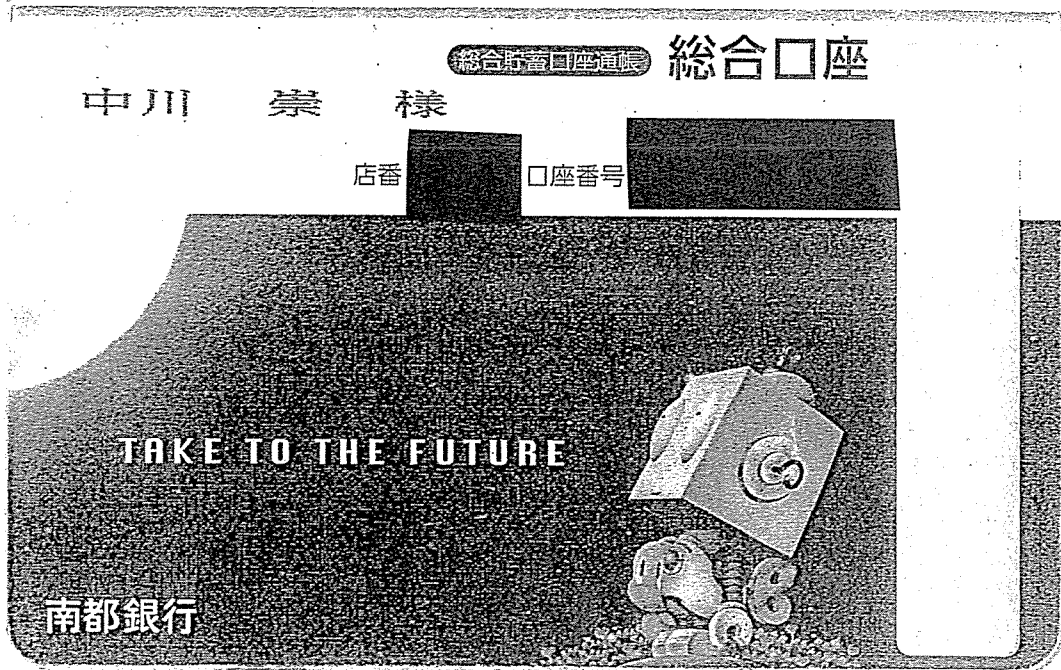 総合貯蓄口座通帳 総合口座
中川 崇 様
店番 口座番号
TAKE TO THE FUTURE
南都銀行